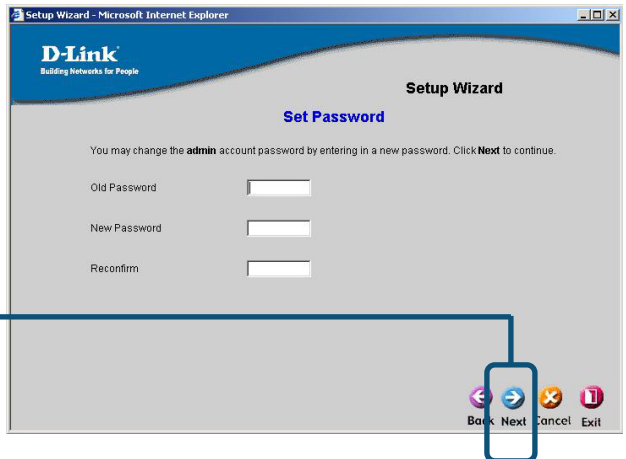 Setup Wizard - Microsoft Internet Explorer
D-Link
Building Networks for People
Setup Wizard
Set Password
You may change the admin account password by entering in a new password. Click Next to continue.
Old Password
New Password
Reconfirm
Back Next Cancel Exit